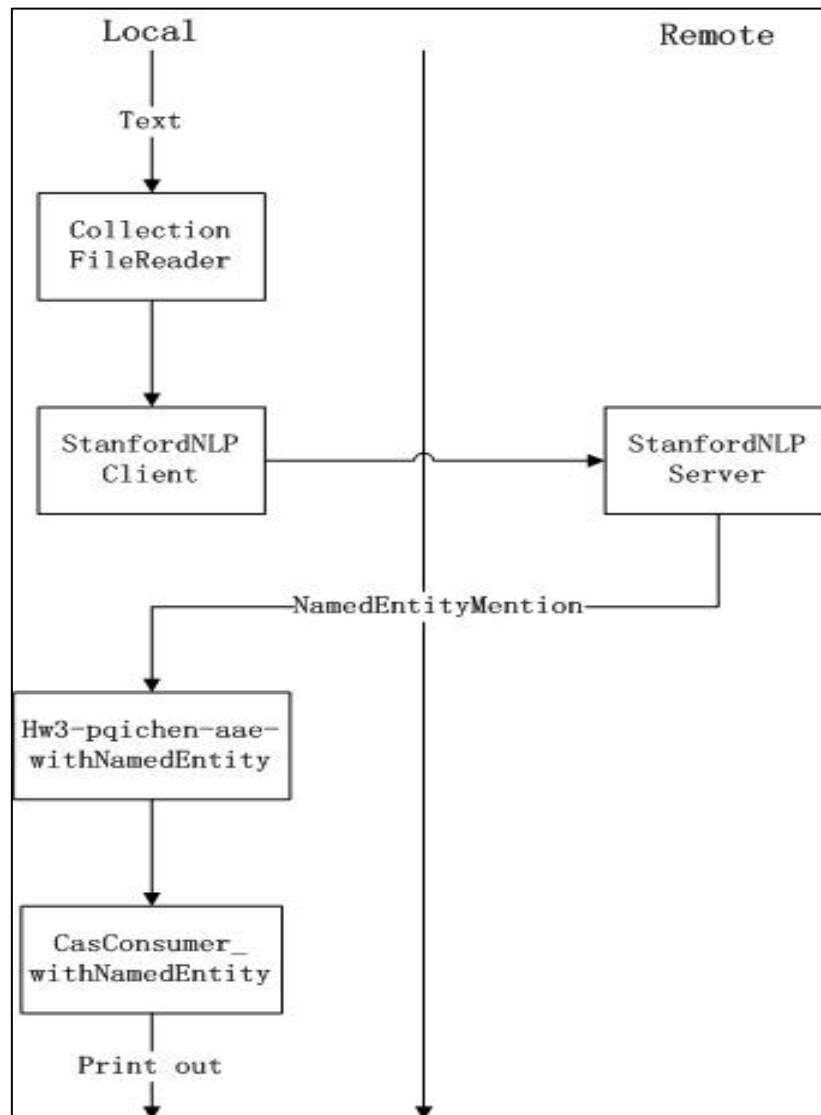 Local
Remote
Text
Collection
FileReader
StanfordNLP
Client
StanfordNLP
Server
NamedEntityMention
Hw3-pqichen-aae-
withNamedEntity
CasConsumer_
withNamedEntity
Print out